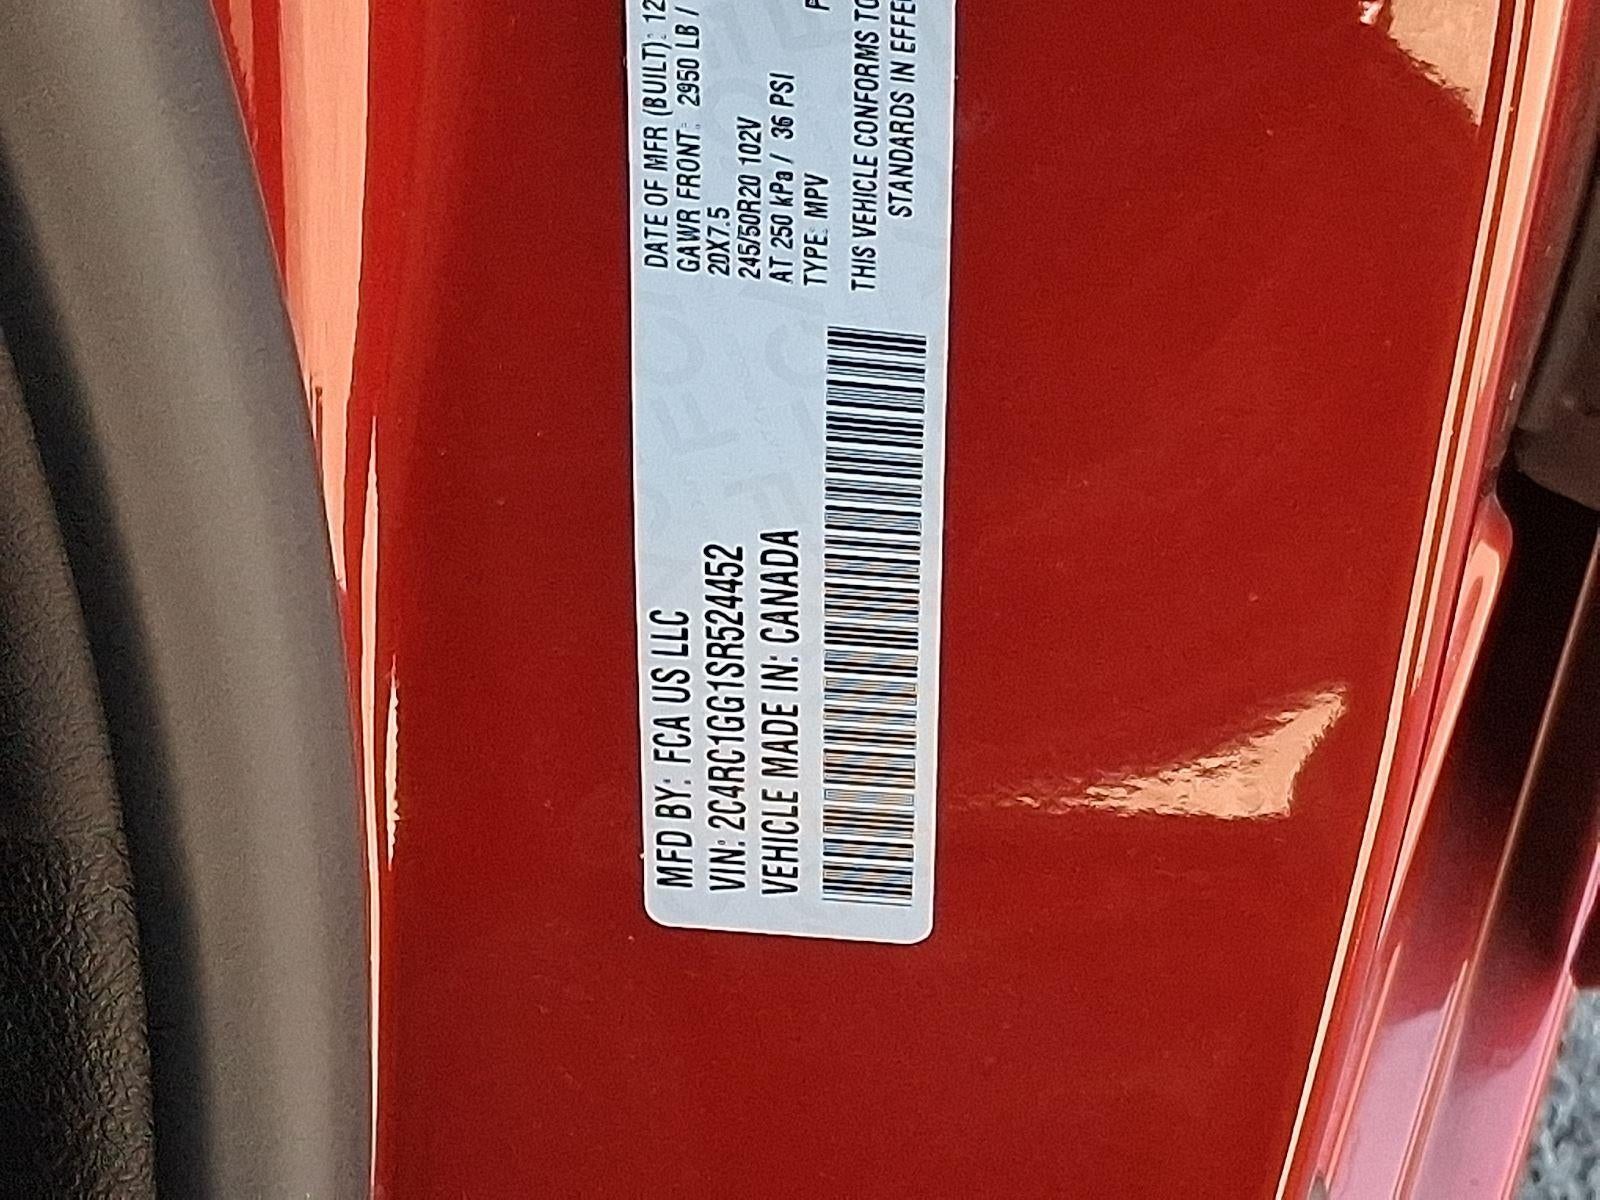 MFD BY: FCA US LLC
VIN: 2C4RC1GG1SR524452
VEHICLE MADE IN: CANADA
DATE OF MFR (BUILT): 12
GAWR FRONT: 2950 LB /
20X7.5
245/50R20 102V
AT 250 kPa / 36 PSI
TYPE: MPV
THIS VEHICLE CONFORMS TO
STANDARDS IN